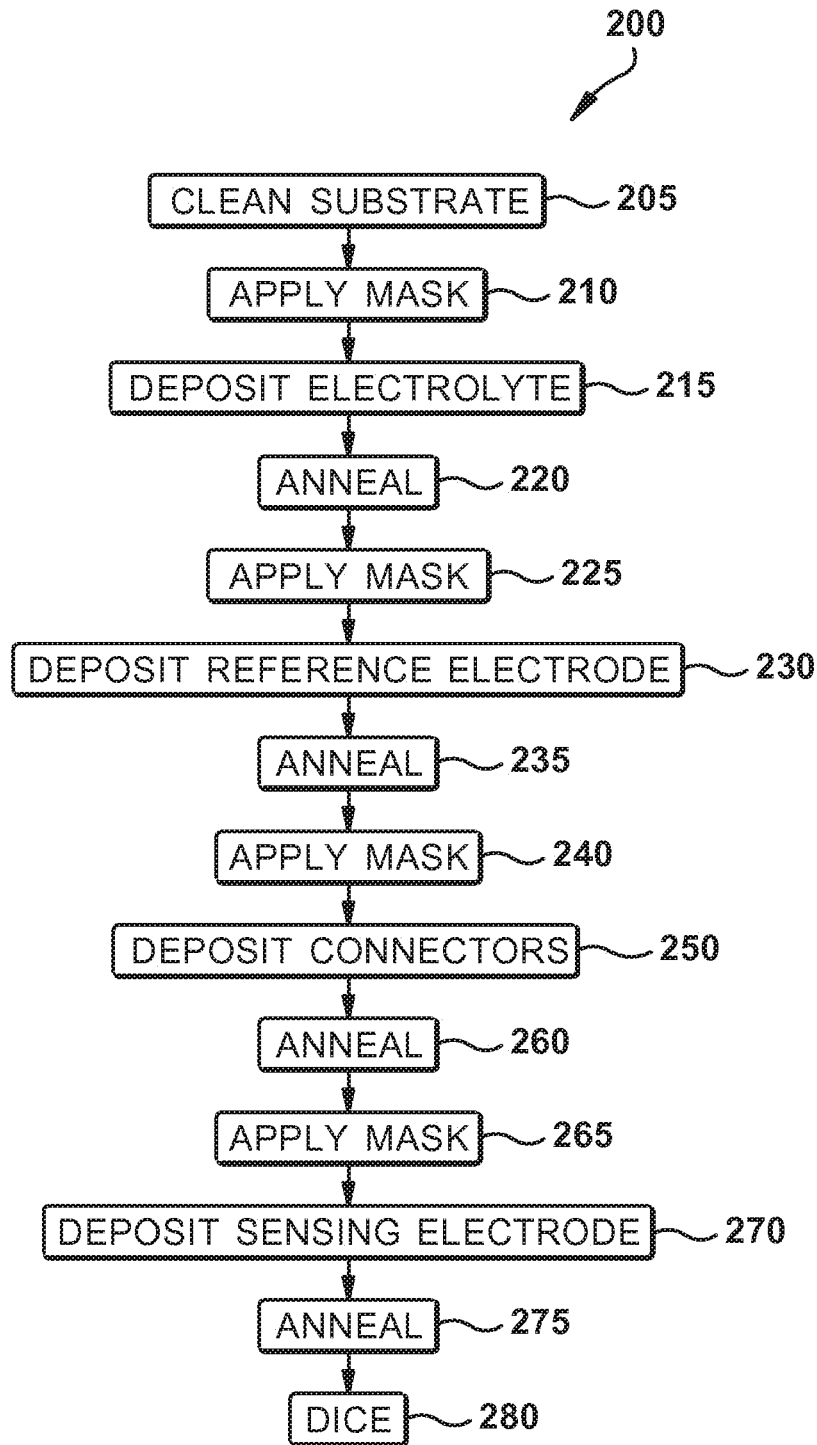 200
CLEAN SUBSTRATE 205
APPLY MASK 210
DEPOSIT ELECTROLYTE 215
ANNEAL 220
APPLY MASK 225
DEPOSIT REFERENCE ELECTRODE 230
ANNEAL 235
APPLY MASK 240
DEPOSIT CONNECTORS 250
ANNEAL 260
APPLY MASK 265
DEPOSIT SENSING ELECTRODE 270
ANNEAL 275
DICE 280